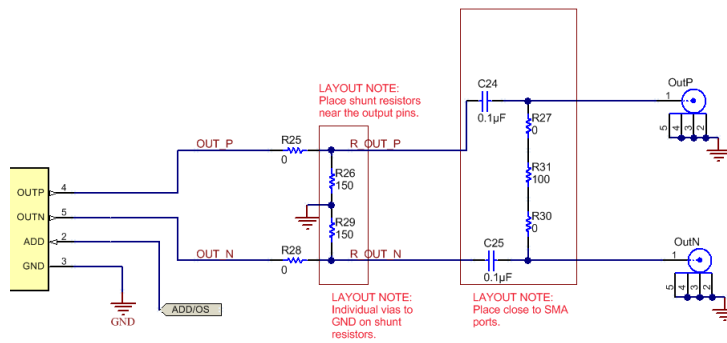 LAYOUT NOTE:
Place shunt resistors
near the output pins.
C24
0.1µF
OutP
1
5
4
3
2
R27
0
R25
0
OUT_P
R_OUT_P
R26
150
R31
100
OUTP
4
OUTN
5
ADD
2
GND
3
R29
150
R30
0
OUT_N
R28
0
R_OUT_N
C25
0.1µF
OutN
1
5
4
3
2
GND
ADD/OS
LAYOUT NOTE:
Individual vias to
GND on shunt
resistors.
LAYOUT NOTE:
Place close to SMA
ports.